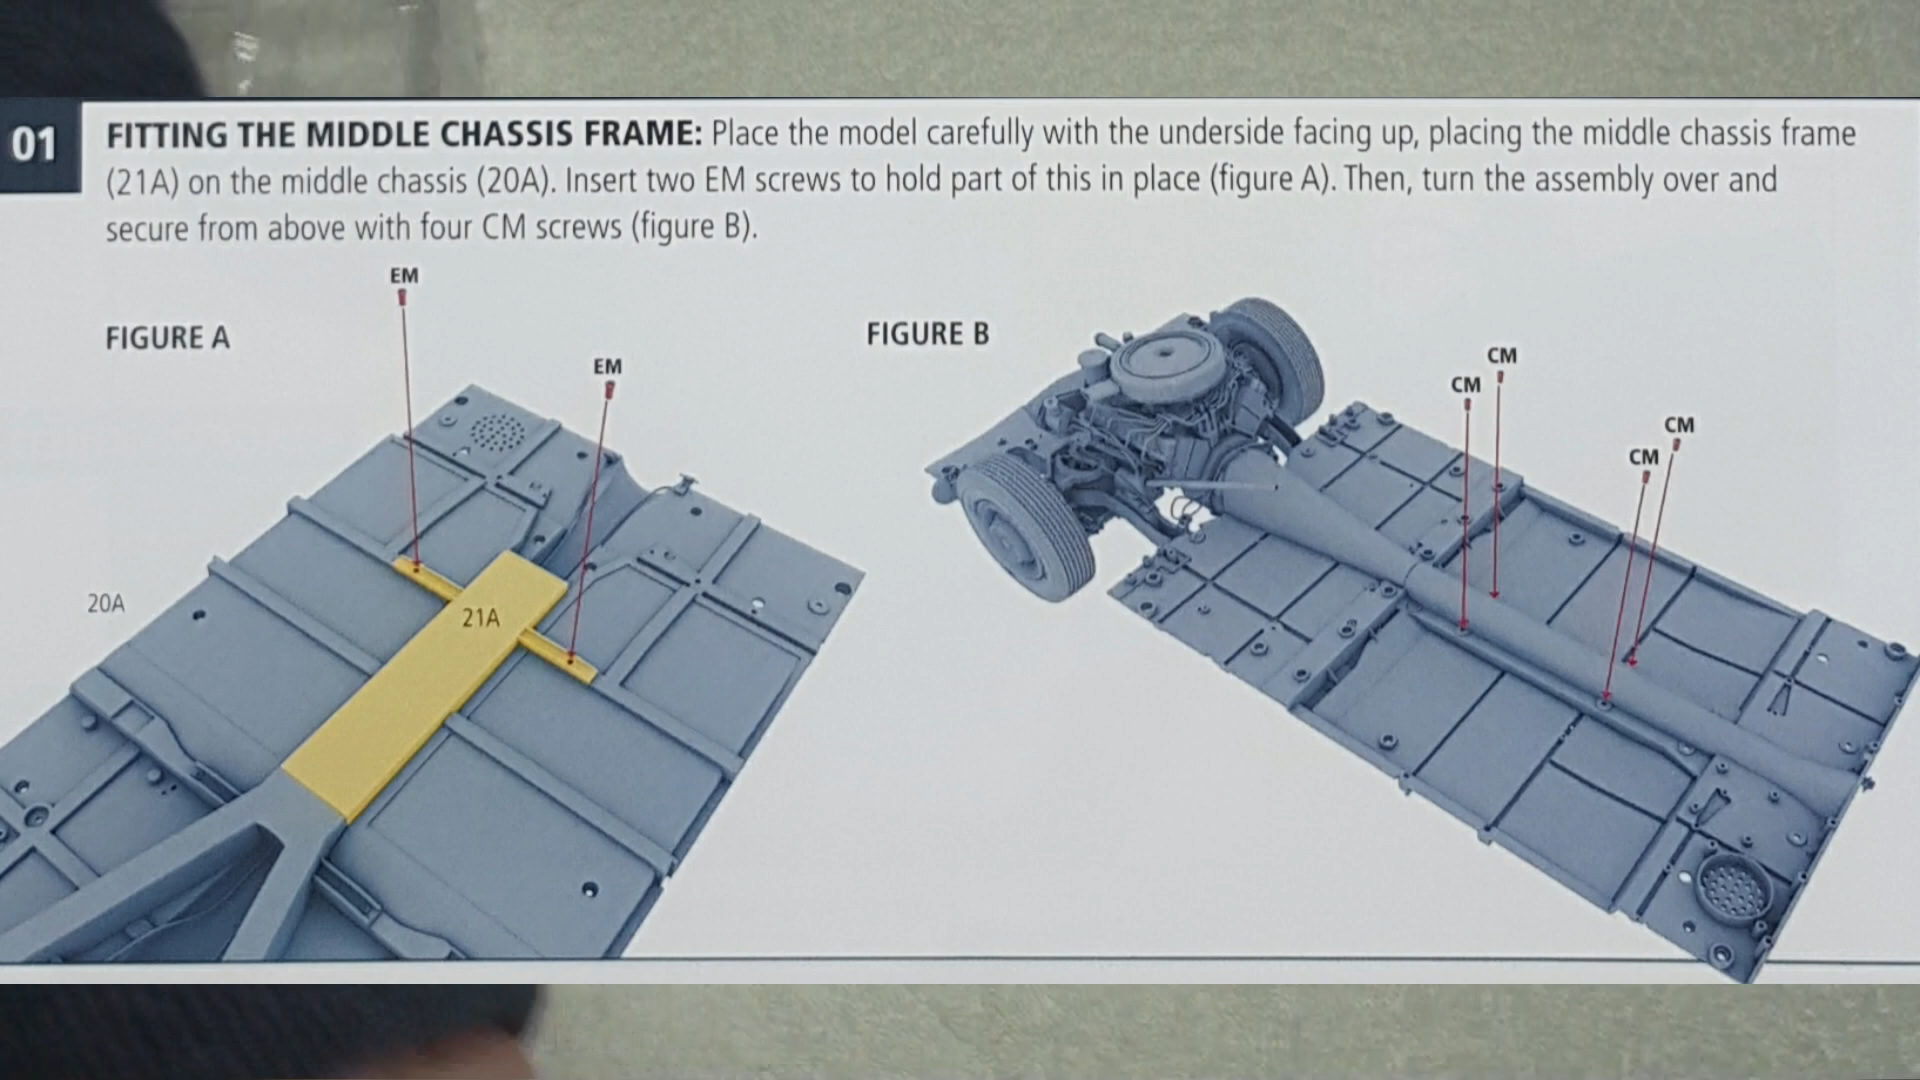 01
FITTING THE MIDDLE CHASSIS FRAME: Place the model carefully with the underside facing up, placing the middle chassis frame
(21A) on the middle chassis (20A). Insert two EM screws to hold part of this in place (figure A). Then, turn the assembly over and
secure from above with four CM screws (figure B).
EM
FIGURE A
EM
20A
21A
FIGURE B
CM
CM
CM
CM